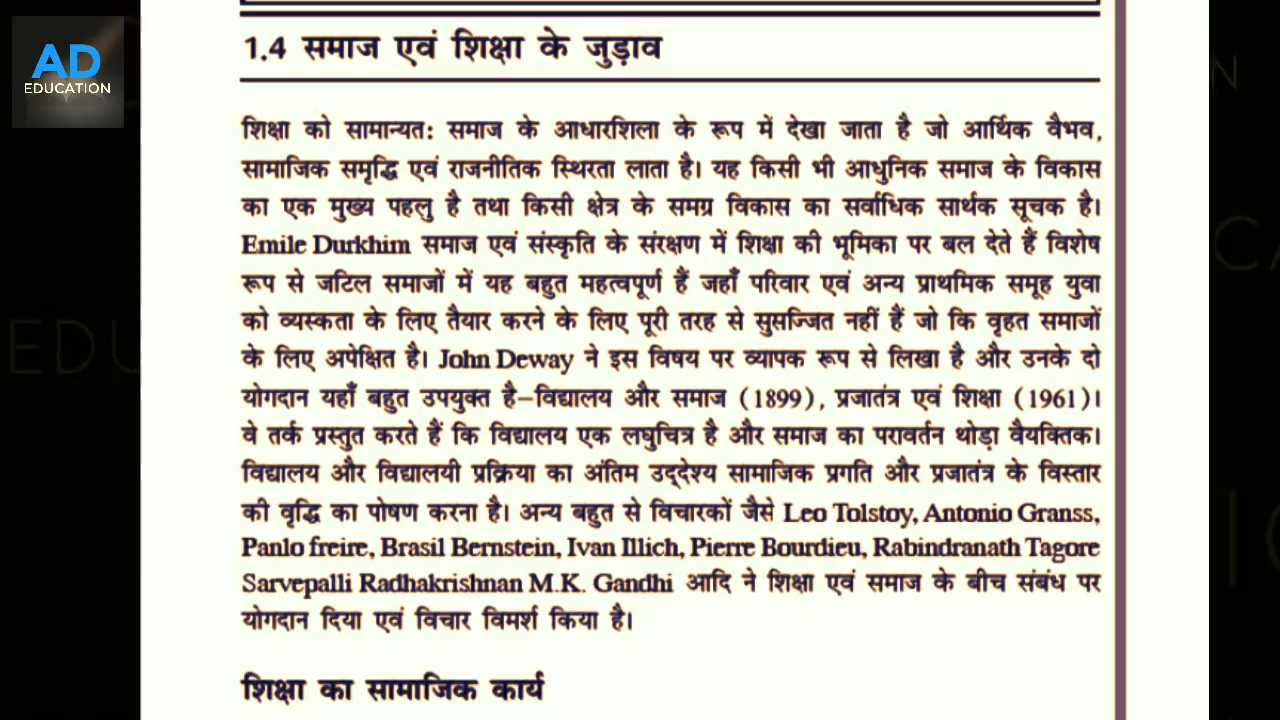 AD
EDUCATION
1.4 समाज एवं शिक्षा के जुड़ाव
शिक्षा को सामान्यत: समाज के आधारशिला के रूप में देखा जाता है जो आर्थिक वैभव,
सामाजिक समृद्धि एवं राजनीतिक स्थिरता लाता है। यह किसी भी आधुनिक समाज के विकास
का एक मुख्य पहलु है तथा किसी क्षेत्र के समग्र विकास का सर्वाधिक सार्थक सूचक है।
Emile Durkhim समाज एवं संस्कृति के संरक्षण में शिक्षा की भूमिका पर बल देते हैं विशेष
रूप से जटिल समाजों में यह बहुत महत्वपूर्ण हैं जहाँ परिवार एवं अन्य प्राथमिक समूह युवा
को व्यस्कता के लिए तैयार करने के लिए पूरी तरह से सुसज्जित नहीं हैं जो कि वृहत समाजों
के लिए अपेक्षित है। John Deway ने इस विषय पर व्यापक रूप से लिखा है और उनके दो
योगदान यहाँ बहुत उपयुक्त है–विद्यालय और समाज (1899), प्रजातंत्र एवं शिक्षा (1961)।
वे तर्क प्रस्तुत करते हैं कि विद्यालय एक लघुचित्र है और समाज का परावर्तन थोड़ा वैयक्तिक।
विद्यालय और विद्यालयी प्रक्रिया का अंतिम उद्देश्य सामाजिक प्रगति और प्रजातंत्र के विस्तार
की वृद्धि का पोषण करना है। अन्य बहुत से विचारकों जैसे Leo Tolstoy, Antonio Granss,
Panlo freire, Brasil Bernstein, Ivan Illich, Pierre Bourdieu, Rabindranath Tagore
Sarvepalli Radhakrishnan M.K. Gandhi आदि ने शिक्षा एवं समाज के बीच संबंध पर
योगदान दिया एवं विचार विमर्श किया है।
शिक्षा का सामाजिक कार्य